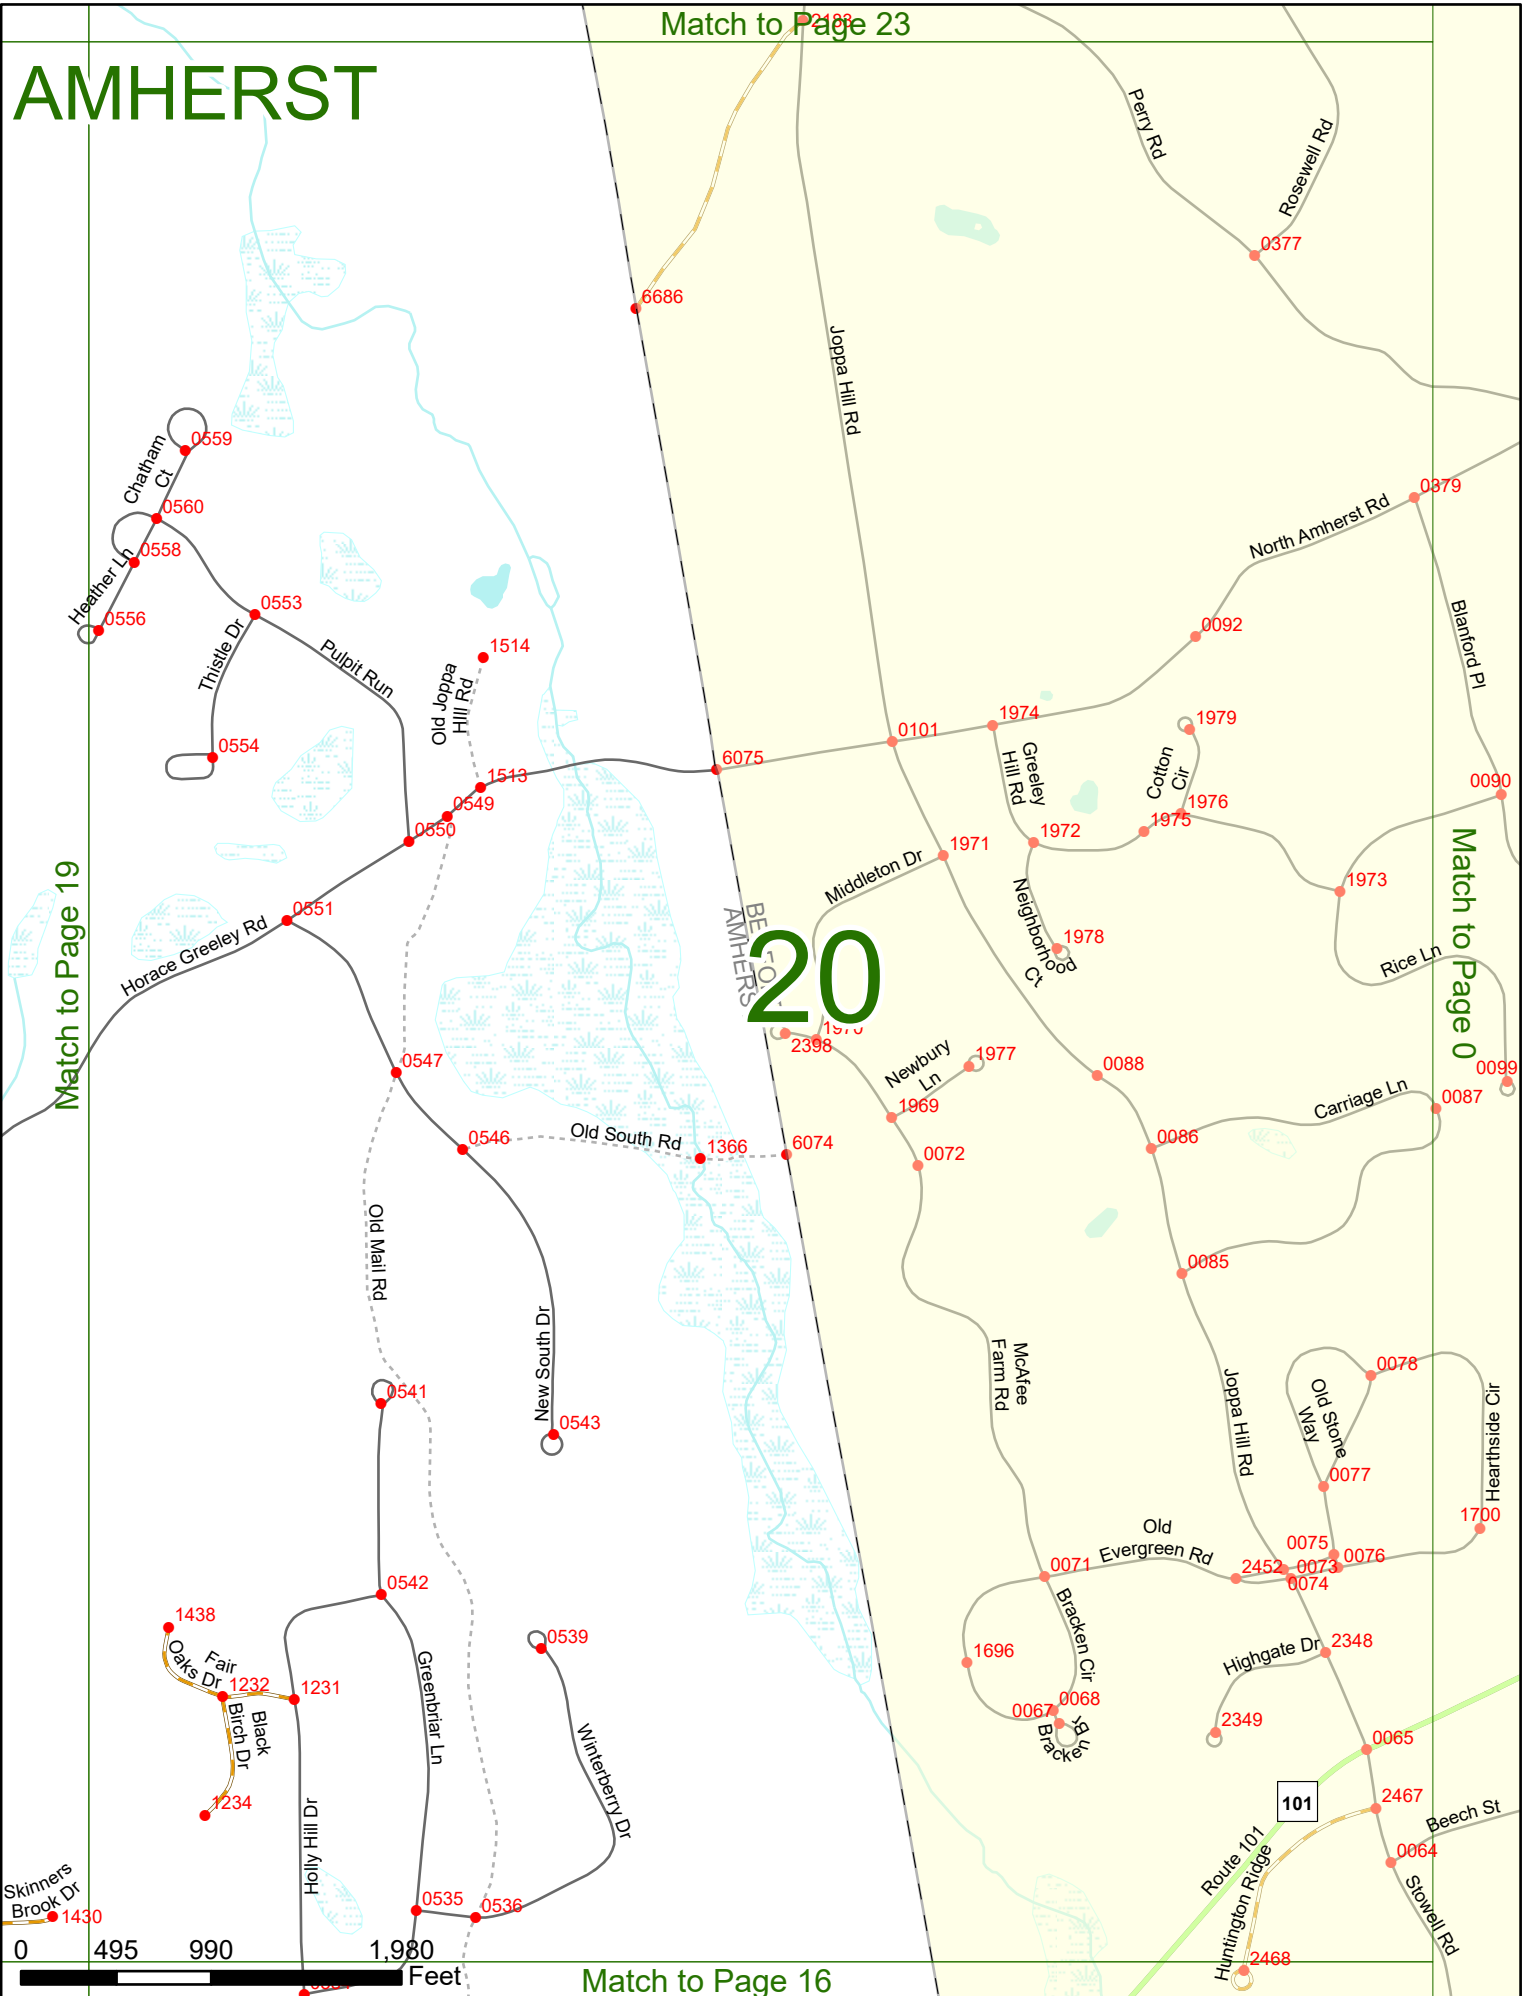 Match to Page 23
2183
AMHERST
Perry Rd
Rosewell Rd
0377
6686
Joppa Hill Rd
0559
Chatham
Ct
0560
0558
Heather Ln
0556
0553
Thistle Dr
Pulpit Run
0554
1514
Old Joppa
Hill Rd
1513
0549
0550
0551
Horace Greeley Rd
Match to Page 19
6075
0101
1974
0379
North Amherst Rd
0092
Blanford Pl
1979
Greeley
Hill Rd
Cotton
Cir
1976
1975
1972
0090
1971
Middleton Dr
1973
Neighborhood
Ct
1978
Rice Ln
Match to Page 0
20
2398
Newbury
Ln
1977
1969
0088
0099
0087
Carriage Ln
0086
0072
0547
0546
Old South Rd
1366
6074
Old Mail Rd
New South Dr
0085
0541
0543
McAfee
Farm Rd
Joppa Hill Rd
0078
Old Stone
Way
Hearthside Cir
0077
1700
0075
0076
Old
Evergreen Rd
0071
2452
0073
0074
0542
1438
Fair
Oaks Dr
1232
1231
Black
Birch Dr
1234
0539
Greenbriar Ln
Winterberry Dr
Holly Hill Dr
Bracken Cir
1696
0067
0068
Bracken
Br
Highgate Dr
2348
2349
0065
101
2467
Beech St
Route 101
0064
Huntington Ridge
Stowell Rd
2468
Skinners
Brook Dr
1430
0535
0536
0 495 990 1,980
Feet
Match to Page 16